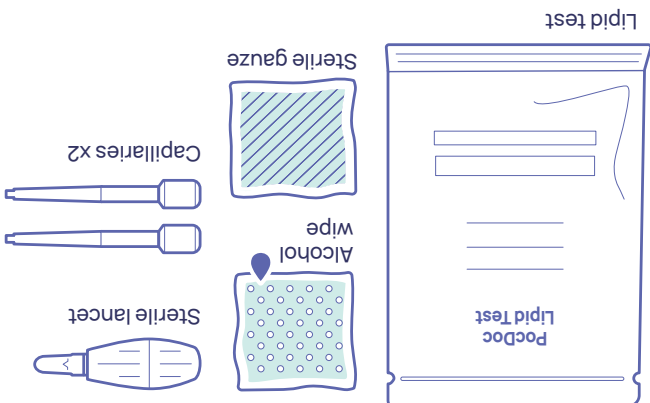 PocDoc
Lipid Test
Lipid test
Alcohol
wipe
Sterile gauze
Sterile lancet
Capillaries x2